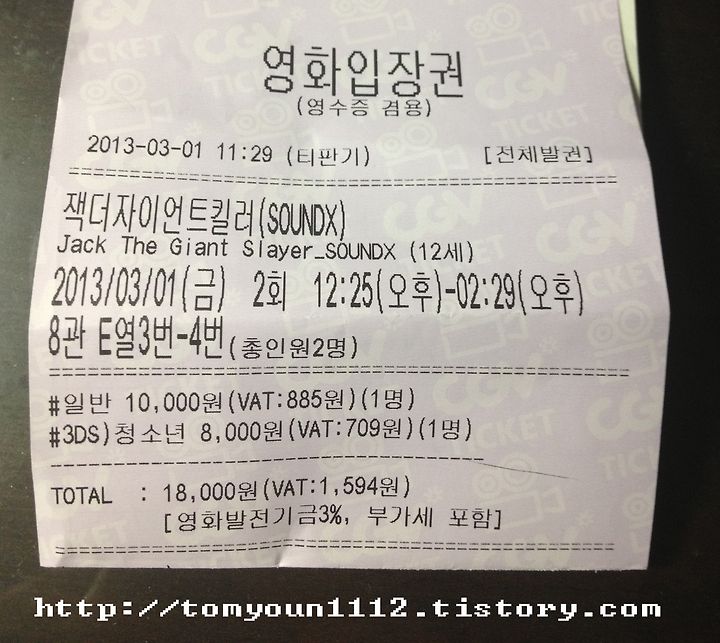 영화입장권
(영수증 겸용)
2013-03-01 11:29 (티판기) [전체발권]
잭더자이언트킬러(SOUNDX)
Jack The Giant Slayer_SOUNDX (12세)
2013/03/01(금) 2회 12:25(오후)-02:29(오후)
8관 E열3번-4번(총인원2명)
#일반 10,000원(VAT:885원)(1명)
#3DS)청소년 8,000원(VAT:709원)(1명)
TOTAL : 18,000원(VAT:1,594원)
[영화발전기금3%, 부가세 포함]
http://tomyoun1112.tistory.com